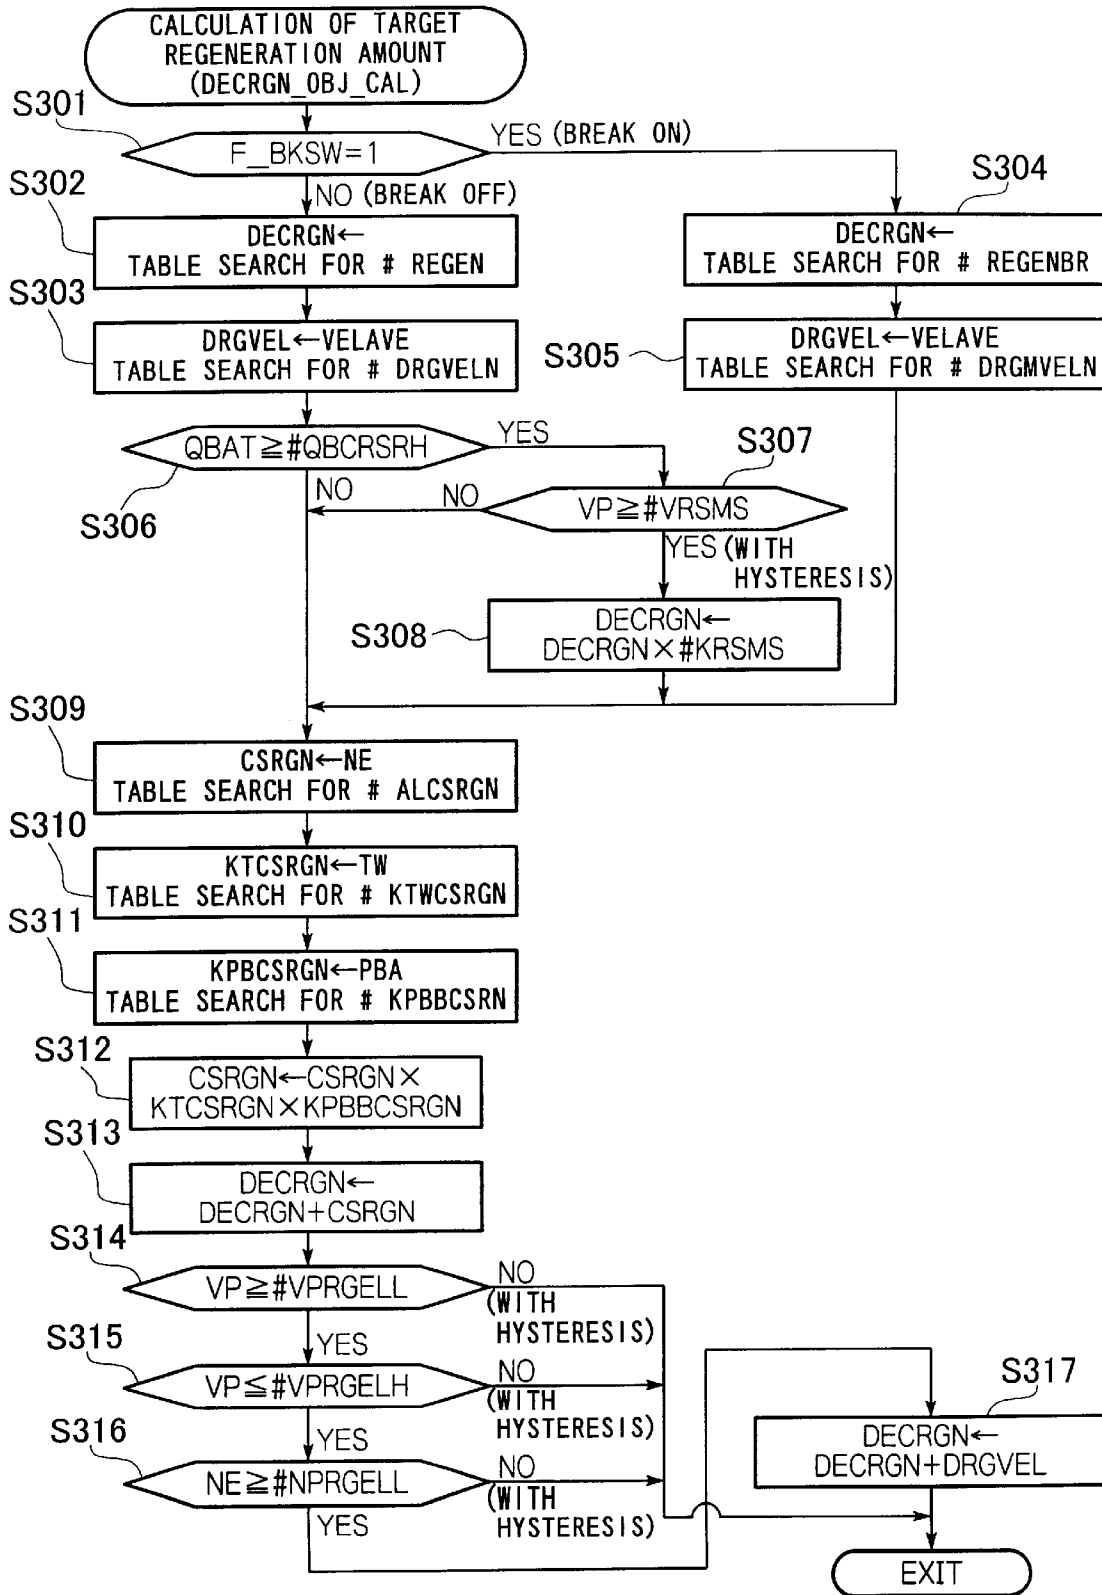 CALCULATION OF TARGET
REGENERATION AMOUNT
(DECRGN_OBJ_CAL)
S301
F_BKSW=1
YES (BREAK ON)
NO (BREAK OFF)
S302
DECRGN←
TABLE SEARCH FOR # REGEN
S304
DECRGN←
TABLE SEARCH FOR # REGENBR
S303
DRGVEL←VELAVE
TABLE SEARCH FOR # DRGVELN
S305
DRGVEL←VELAVE
TABLE SEARCH FOR # DRGMVELN
S306
QBAT≧#QBCRSRH
YES
NO
S307
VP≧#VRSMS
NO
YES (WITH
HYSTERESIS)
S308
DECRGN←
DECRGN×#KRSMS
S309
CSRGN←NE
TABLE SEARCH FOR # ALCSRGN
S310
KTCSRGN←TW
TABLE SEARCH FOR # KTWCSRGN
S311
KPBCSRGN←PBA
TABLE SEARCH FOR # KPBBCSRN
S312
CSRGN←CSRGN×
KTCSRGN×KPBBCSRGN
S313
DECRGN←
DECRGN+CSRGN
S314
VP≧#VPRGELL
NO
(WITH
HYSTERESIS)
YES
S315
VP≦#VPRGELH
NO
(WITH
HYSTERESIS)
YES
S316
NE≧#NPRGELL
NO
(WITH
HYSTERESIS)
YES
S317
DECRGN←
DECRGN+DRGVEL
EXIT